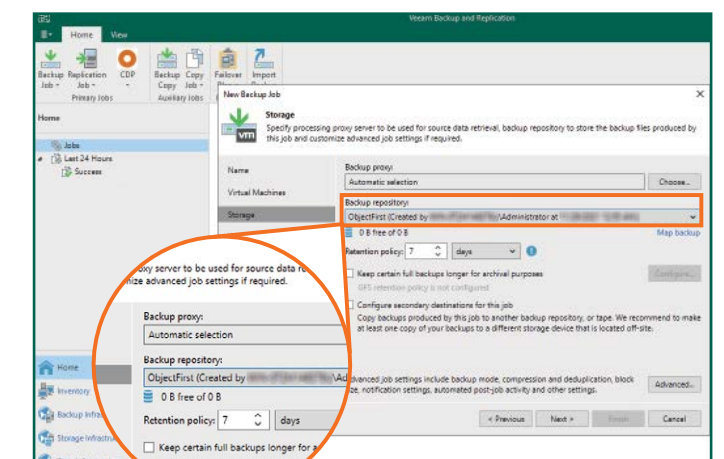 Veeam Backup and Replication
Home View
Backup Job Replication Job CDP Backup Copy Copy Job Failover Import
Primary Jobs Auxiliary Jobs
Home
Jobs
Last 24 Hours
Success
Home
Inventory
Backup Infra
Storage Infrastru
New Backup Job
Storage
Specify processing proxy server to be used for source data retrieval, backup repository to store the backup files produced by
this job and customize advanced job settings if required.
Name
Virtual Machines
Storage
Backup proxy:
Automatic selection Choose...
Backup repository:
ObjectFirst (Created by \Administrator at
0 B free of 0 B Map backup
Retention policy: 7 days
Keep certain full backups longer for archival purposes Configure...
GFS retention policy is not configured
Configure secondary destinations for this job
Copy backups produced by this job to another backup repository, or tape. We recommend to make
at least one copy of your backups to a different storage device that is located off-site.
Advanced job settings include backup mode, compression and deduplication, block
size, notification settings, automated post-job activity and other settings. Advanced...
< Previous Next > Finish Cancel
oxy server to be used for source data re
mize advanced job settings if required.
Backup proxy:
Automatic selection
Backup repository:
ObjectFirst (Created by \Ad
0 B free of 0 B
Retention policy: 7 days
Keep certain full backups longer for a